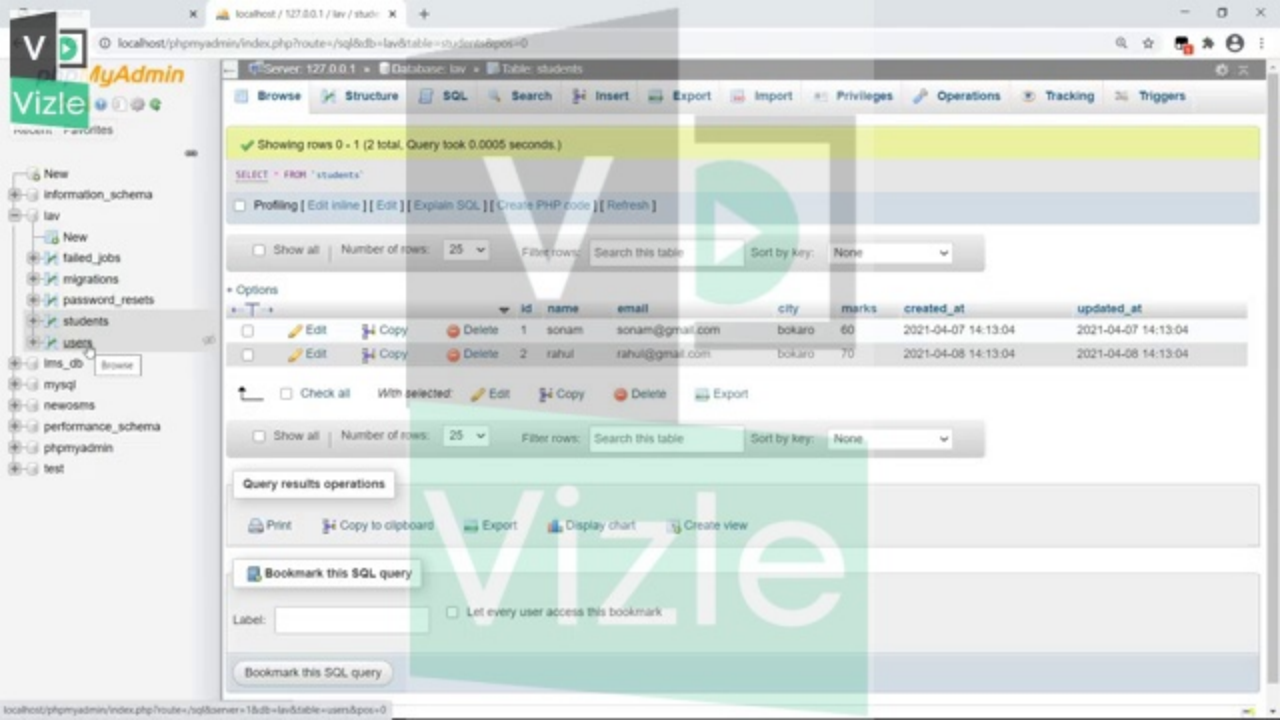 localhost / 127.0.0.1 / lav / stude
localhost/phpmyadmin/index.php?route=/sql&db=lav&table=students&pos=0
V
Vizle
phpMyAdmin
Recent Favorites
New
information_schema
lav
New
failed_jobs
migrations
password_resets
students
users
Browse
lms_db
mysql
newosms
performance_schema
phpmyadmin
test
Server: 127.0.0.1 » Database: lav » Table: students
Browse Structure SQL Search Insert Export Import Privileges Operations Tracking Triggers
Showing rows 0 - 1 (2 total, Query took 0.0005 seconds.)
SELECT * FROM `students`
Profiling [ Edit inline ] [ Edit ] [ Explain SQL ] [ Create PHP code ] [ Refresh ]
Show all Number of rows: 25 Filter rows: Search this table Sort by key: None
+ Options
←T→ id name email city marks created_at updated_at
Edit Copy Delete 1 sonam sonam@gmail.com bokaro 60 2021-04-07 14:13:04 2021-04-07 14:13:04
Edit Copy Delete 2 rahul rahul@gmail.com bokaro 70 2021-04-08 14:13:04 2021-04-08 14:13:04
Check all With selected: Edit Copy Delete Export
Show all Number of rows: 25 Filter rows: Search this table Sort by key: None
Query results operations
Print Copy to clipboard Export Display chart Create view
Bookmark this SQL query
Label: Let every user access this bookmark
Bookmark this SQL query
V
Vizle
localhost/phpmyadmin/index.php?route=/sql&server=1&db=lav&table=users&pos=0